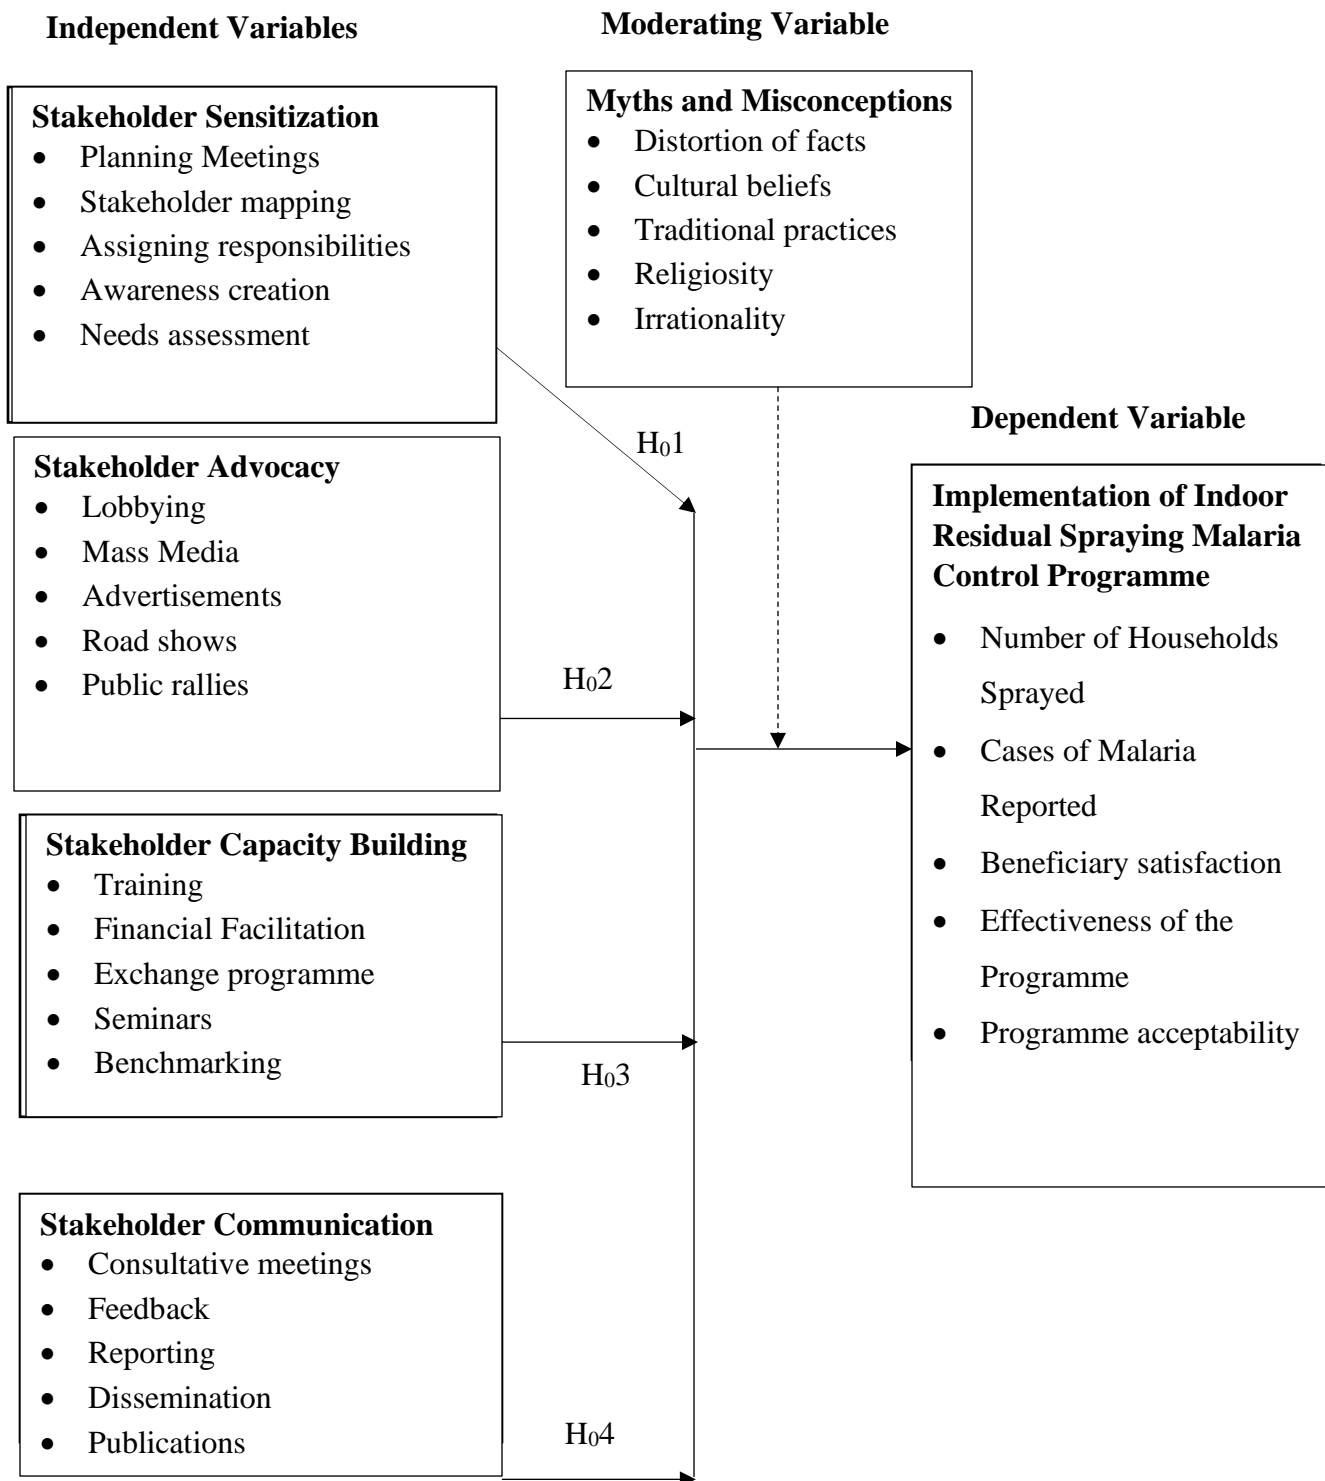 Independent Variables
Moderating Variable
Stakeholder Sensitization
• Planning Meetings
• Stakeholder mapping
• Assigning responsibilities
• Awareness creation
• Needs assessment
Myths and Misconceptions
• Distortion of facts
• Cultural beliefs
• Traditional practices
• Religiosity
• Irrationality
H₀1
Stakeholder Advocacy
• Lobbying
• Mass Media
• Advertisements
• Road shows
• Public rallies
H₀2
Stakeholder Capacity Building
• Training
• Financial Facilitation
• Exchange programme
• Seminars
• Benchmarking
H₀3
Stakeholder Communication
• Consultative meetings
• Feedback
• Reporting
• Dissemination
• Publications
H₀4
Dependent Variable
Implementation of Indoor
Residual Spraying Malaria
Control Programme
• Number of Households
Sprayed
• Cases of Malaria
Reported
• Beneficiary satisfaction
• Effectiveness of the
Programme
• Programme acceptability